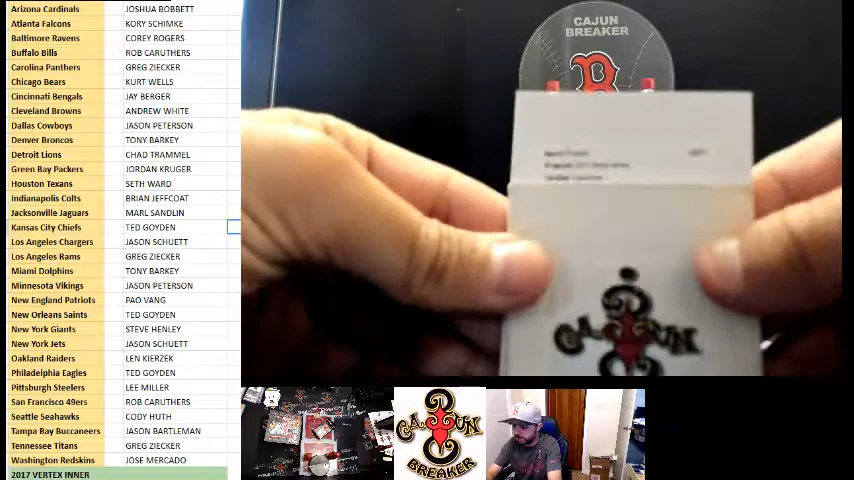 Arizona Cardinals JOSHUA BOBBETT
Atlanta Falcons KORY SCHIMKE
Baltimore Ravens COREY ROGERS
Buffalo Bills ROB CARUTHERS
Carolina Panthers GREG ZIECKER
Chicago Bears KURT WELLS
Cincinnati Bengals JAY BERGER
Cleveland Browns ANDREW WHITE
Dallas Cowboys JASON PETERSON
Denver Broncos TONY BARKEY
Detroit Lions CHAD TRAMMEL
Green Bay Packers JORDAN KRUGER
Houston Texans SETH WARD
Indianapolis Colts BRIAN JEFFCOAT
Jacksonville Jaguars MARL SANDLIN
Kansas City Chiefs TED GOYDEN
Los Angeles Chargers JASON SCHUETT
Los Angeles Rams GREG ZIECKER
Miami Dolphins TONY BARKEY
Minnesota Vikings JASON PETERSON
New England Patriots PAO VANG
New Orleans Saints TED GOYDEN
New York Giants STEVE HENLEY
New York Jets JASON SCHUETT
Oakland Raiders LEN KIERZEK
Philadelphia Eagles TED GOYDEN
Pittsburgh Steelers LEE MILLER
San Francisco 49ers ROB CARUTHERS
Seattle Seahawks CODY HUTH
Tampa Bay Buccaneers JASON BARTLEMAN
Tennessee Titans GREG ZIECKER
Washington Redskins JOSE MERCADO
2017 VERTEX INNER
CAJUN
BREAKER
B
CAJUN
CAJUN
BREAKER